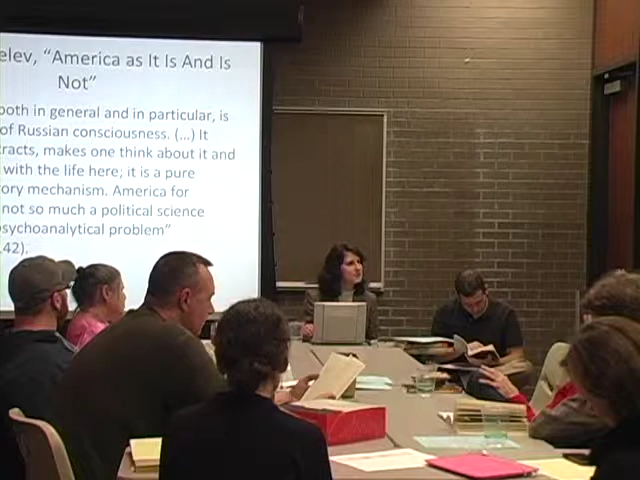 elev, "America as It Is And Is
Not"
both in general and in particular, is
of Russian consciousness. (...) It
racts, makes one think about it and
with the life here; it is a pure
ory mechanism. America for
not so much a political science
sychoanalytical problem"
42).